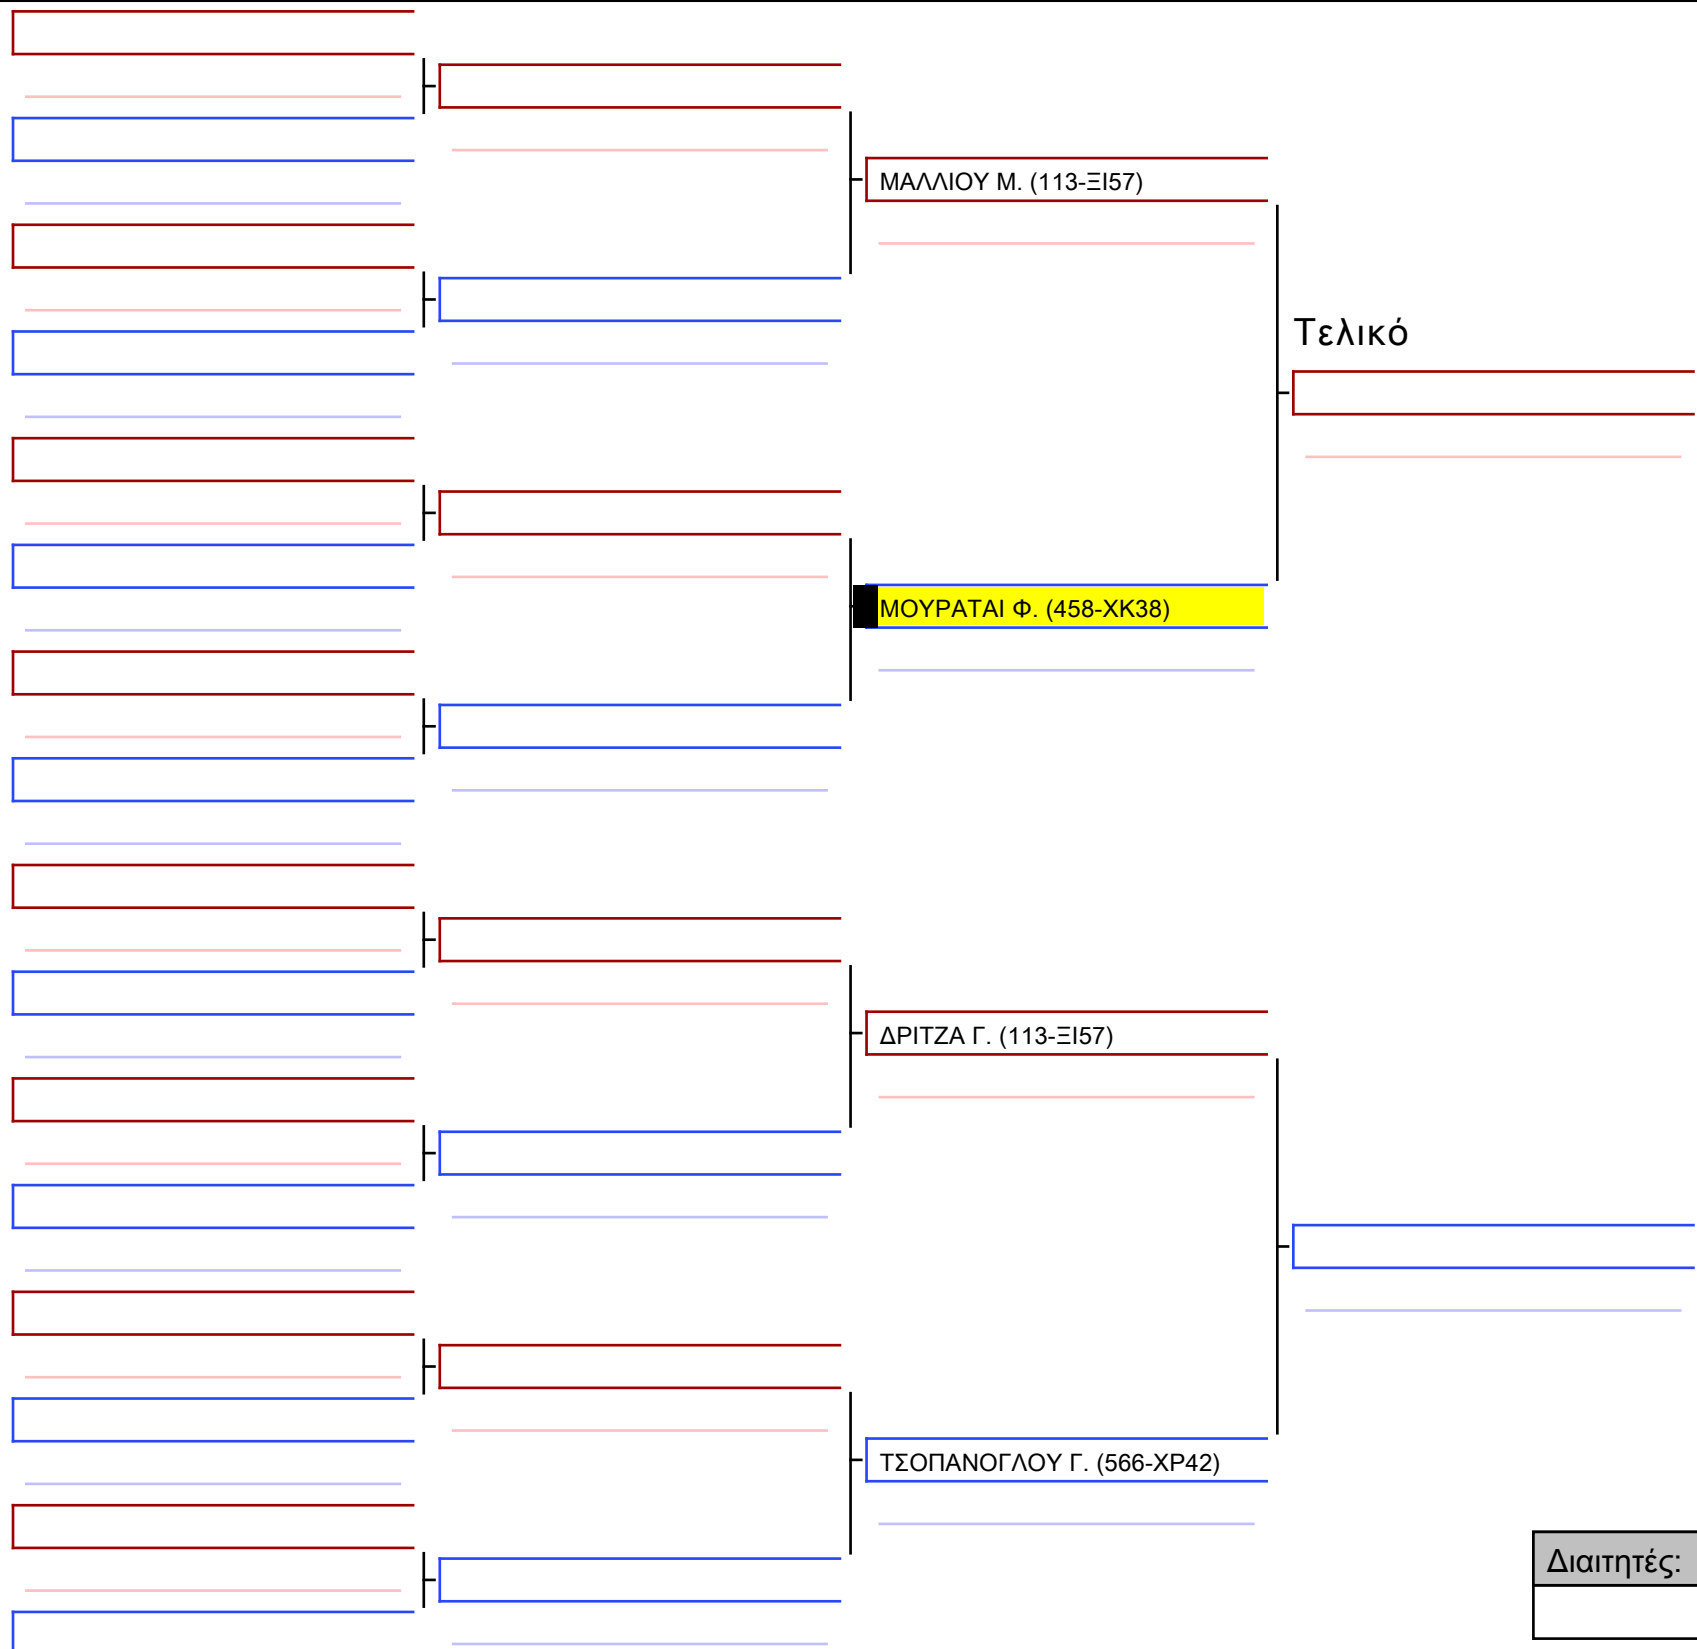 ΜΑΛΛΙΟΥ Μ. (113-ΞΙ57)
Τελικό
ΜΟΥΡΑΤΑΙ Φ. (458-ΧΚ38)
ΔΡΙΤΖΑ Γ. (113-ΞΙ57)
ΤΣΟΠΑΝΟΓΛΟΥ Γ. (566-ΧΡ42)
Διαιτητές: